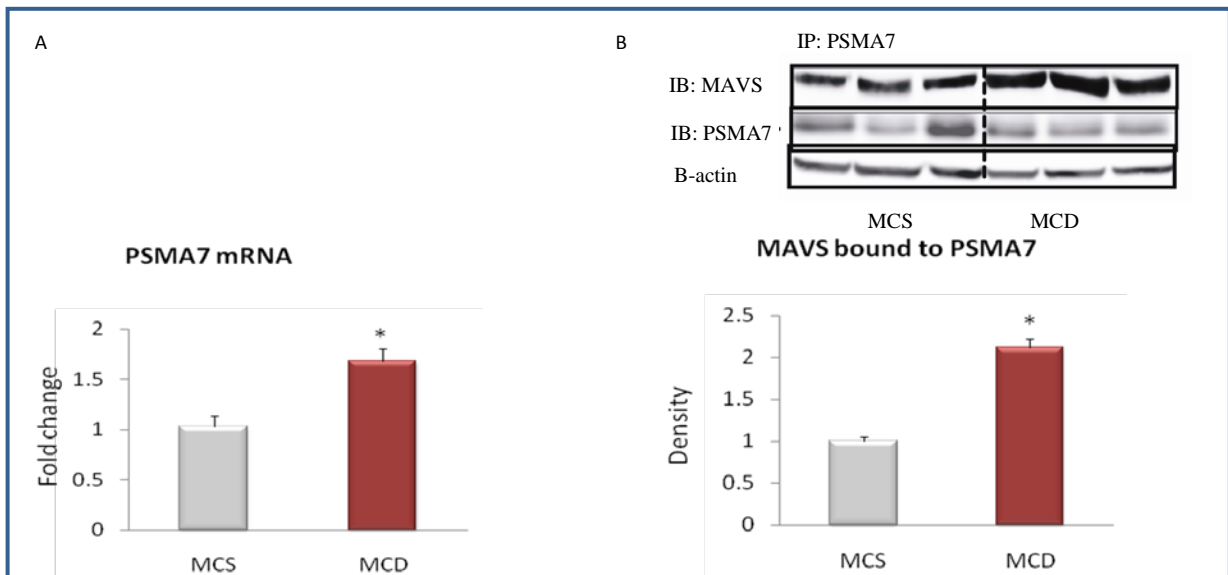 A
PSMA7 mRNA
Fold change
2
*
1.5
1
0.5
0
MCS MCD
B
IP: PSMA7
IB: MAVS
IB: PSMA7
B-actin
MCS MCD
MAVS bound to PSMA7
Density
2.5
*
2
1.5
1
0.5
0
MCS MCD